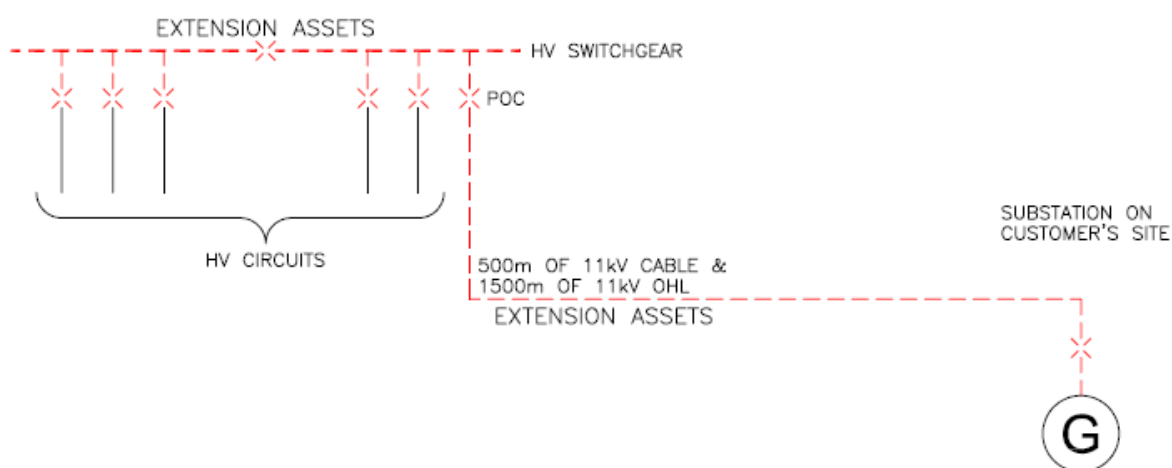 EXTENSION ASSETS
HV SWITCHGEAR
POC
HV CIRCUITS
SUBSTATION ON
CUSTOMER'S SITE
500m OF 11kV CABLE &
1500m OF 11kV OHL
EXTENSION ASSETS
G